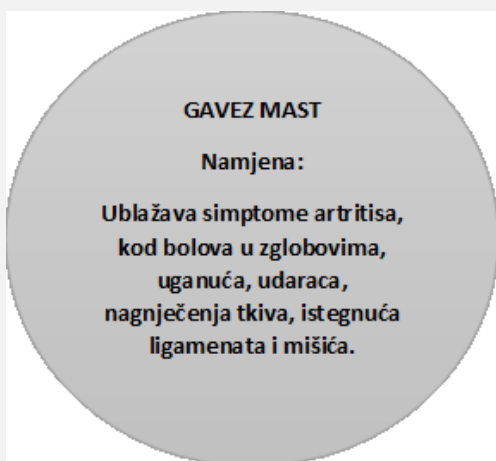 GAVEZ MAST
Namjena:
Ublažava simptome artritisa,
kod bolova u zglobovima,
uganuća, udaraca,
nagnječenja tkiva, istegnuća
ligamenata i mišića.